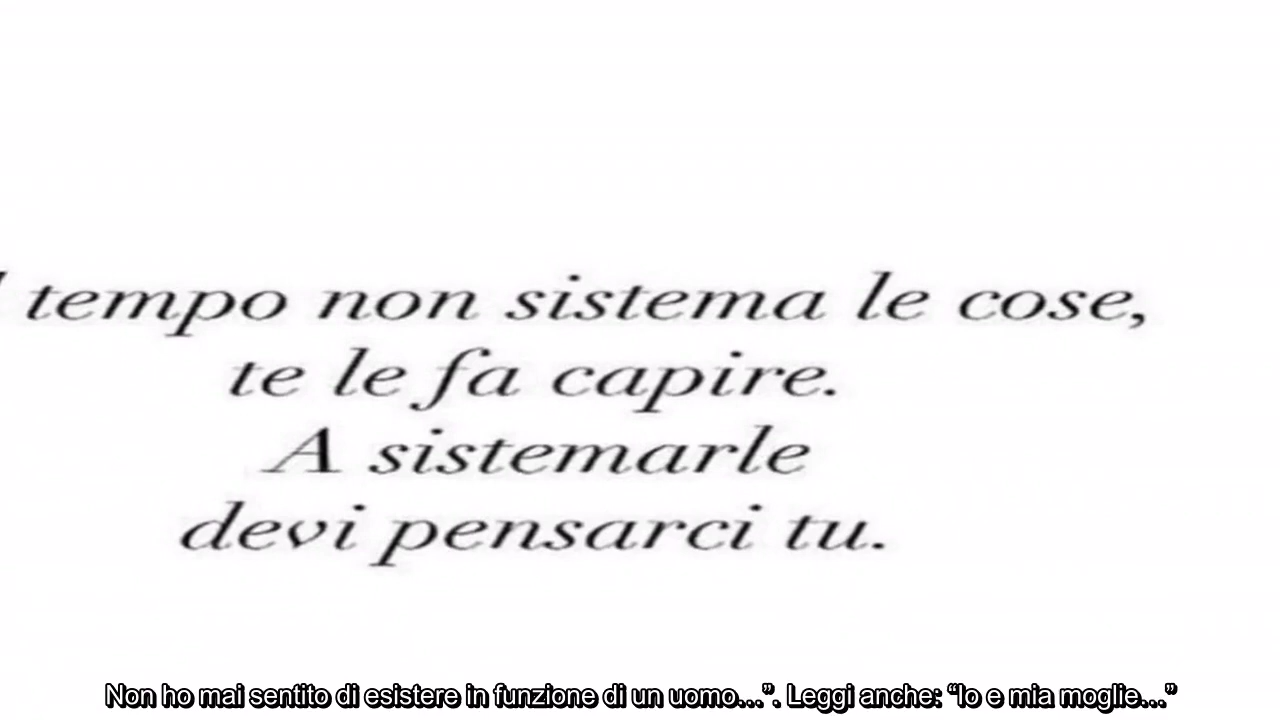 tempo non sistema le cose,
te le fa capire.
A sistemarle
devi pensarci tu.
Non ho mai sentito di esistere in funzione di un uomo…”. Leggi anche: “Io e mia moglie…”